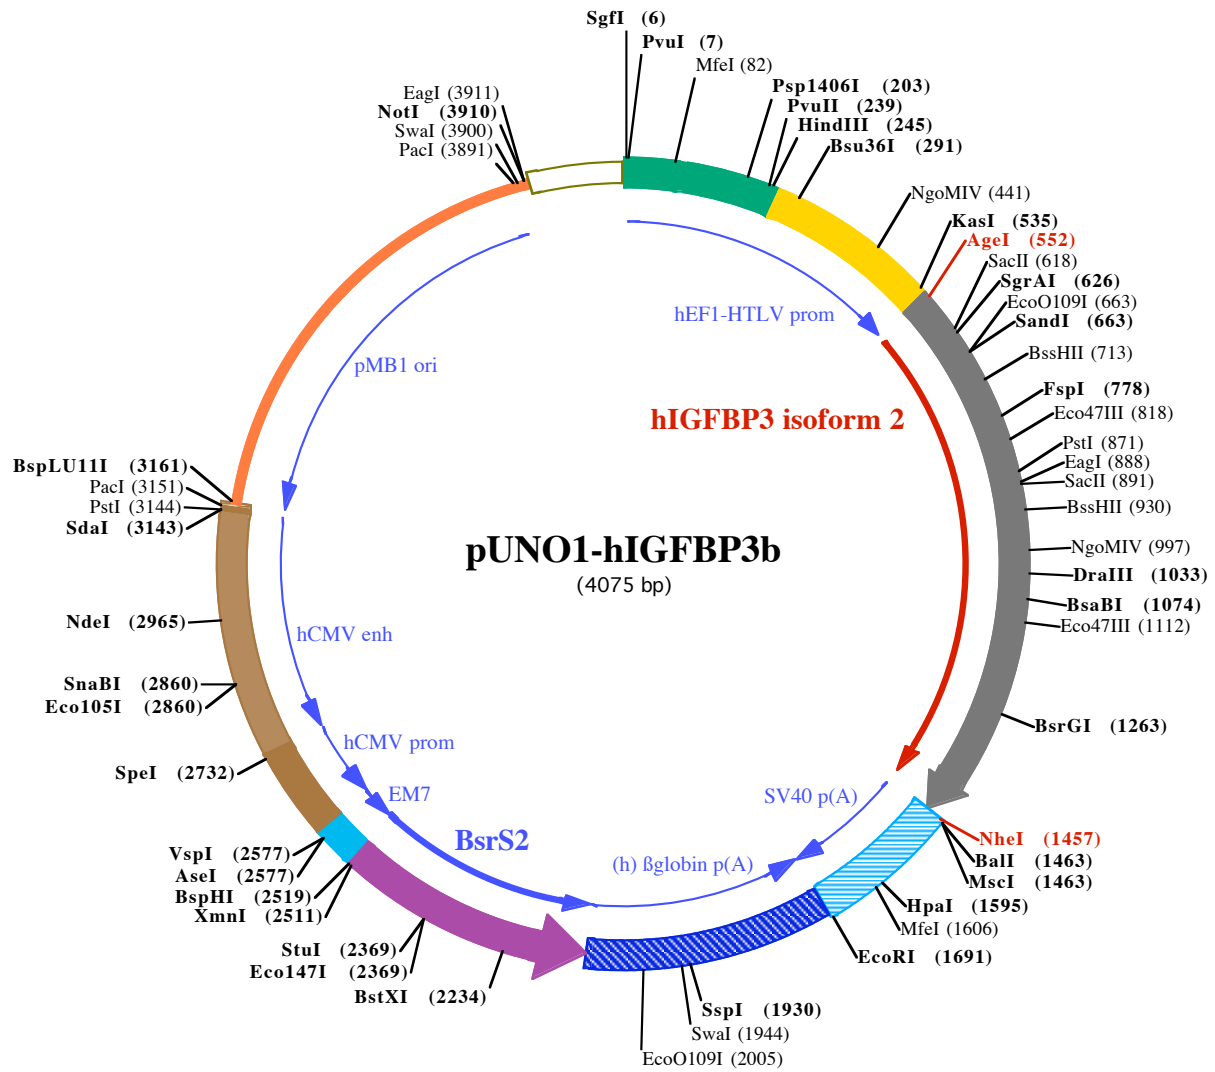 SgfI (6)
PvuI (7)
MfeI (82)
Psp1406I (203)
PvuII (239)
HindIII (245)
Bsu36I (291)
NgoMIV (441)
KasI (535)
AgeI (552)
SacII (618)
SgrAI (626)
EcoO109I (663)
SandI (663)
BssHII (713)
FspI (778)
Eco47III (818)
PstI (871)
EagI (888)
SacII (891)
BssHII (930)
NgoMIV (997)
DraIII (1033)
BsaBI (1074)
Eco47III (1112)
BsrGI (1263)
NheI (1457)
BalI (1463)
MscI (1463)
HpaI (1595)
MfeI (1606)
EcoRI (1691)
SspI (1930)
SwaI (1944)
EcoO109I (2005)
BstXI (2234)
Eco147I (2369)
StuI (2369)
XmnI (2511)
BspHI (2519)
AseI (2577)
VspI (2577)
SpeI (2732)
Eco105I (2860)
SnaBI (2860)
NdeI (2965)
SdaI (3143)
PstI (3144)
PacI (3151)
BspLU11I (3161)
PacI (3891)
SwaI (3900)
NotI (3910)
EagI (3911)
hEF1-HTLV prom
pMB1 ori
hIGFBP3 isoform 2
pUNO1-hIGFBP3b
(4075 bp)
hCMV enh
hCMV prom
EM7
BsrS2
SV40 p(A)
(h) ßglobin p(A)